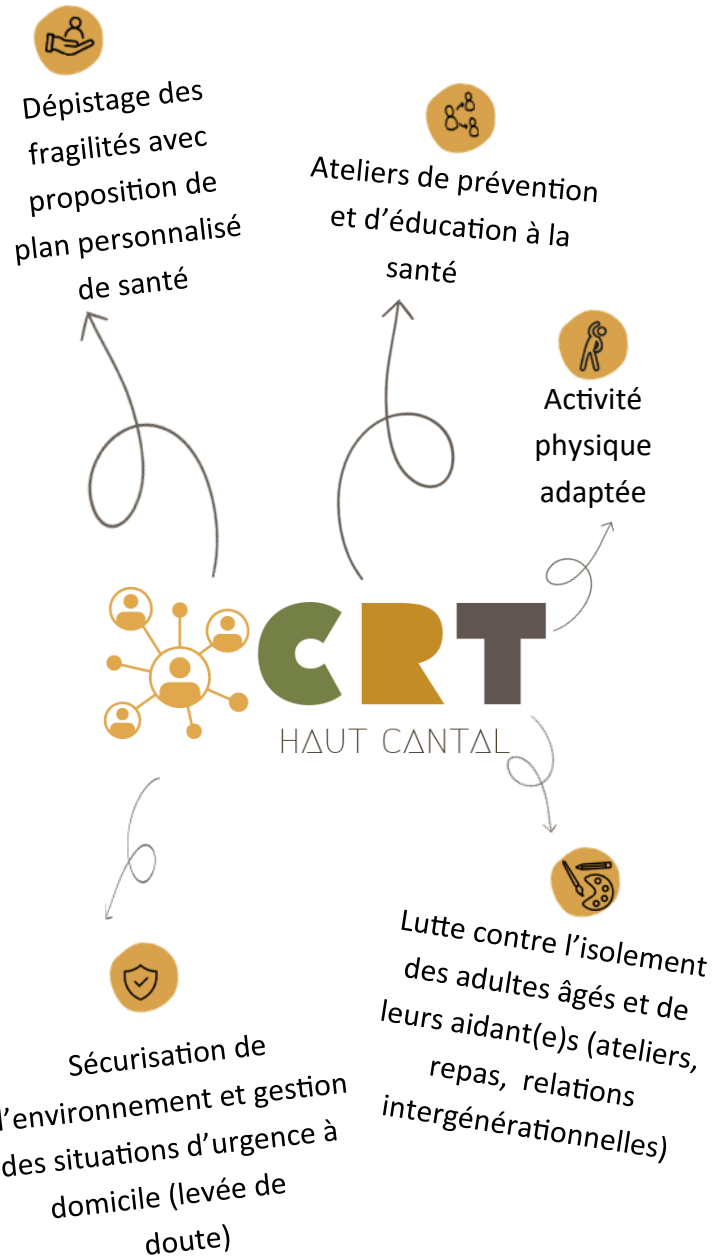 Dépistage des
fragilités avec
proposition de
plan personnalisé
de santé
Ateliers de prévention
et d’éducation à la
santé
Activité
physique
adaptée
CRT
HAUT CANTAL
Lutte contre l’isolement
des adultes âgés et de
leurs aidant(e)s (ateliers,
repas, relations
intergénérationnelles)
Sécurisation de
l’environnement et gestion
des situations d’urgence à
domicile (levée de
doute)